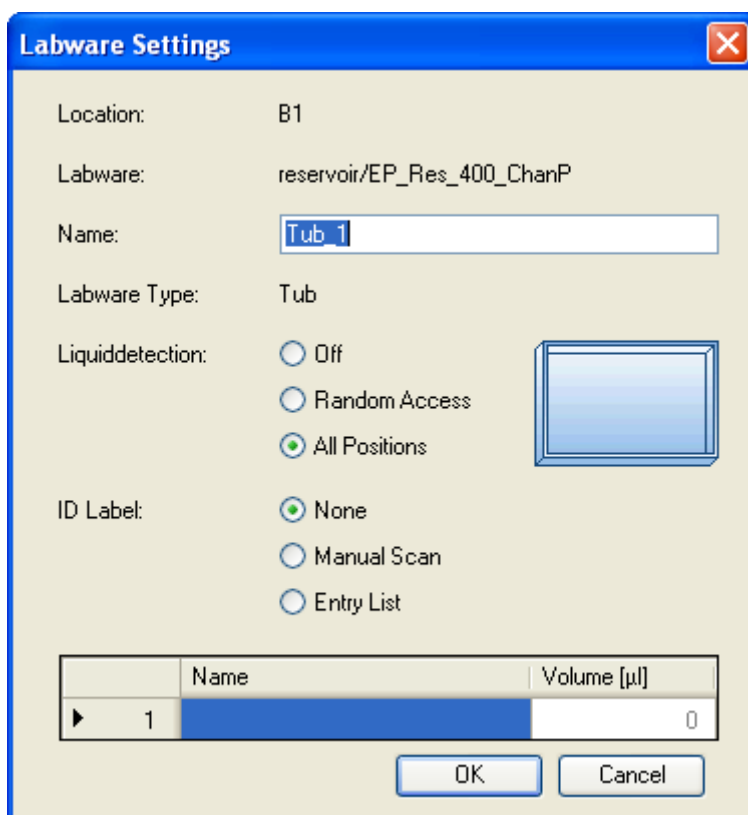 Labware Settings
Location: B1
Labware: reservoir/EP_Res_400_ChanP
Name: Tub_1
Labware Type: Tub
Liquiddetection: Off
Random Access
All Positions
ID Label: None
Manual Scan
Entry List
Name Volume [µl]
1 0
OK Cancel